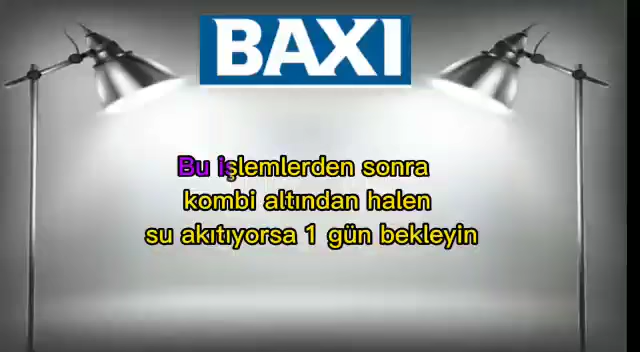 BAXI
Bu işlemlerden sonra
kombi altından halen
su akıtıyorsa 1 gün bekleyin